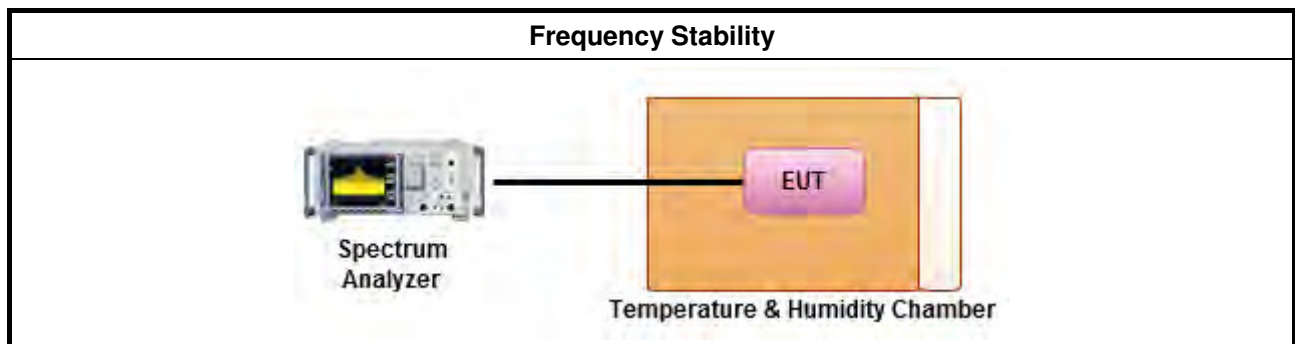 Frequency Stability
EUT
Spectrum
Analyzer
Temperature & Humidity Chamber